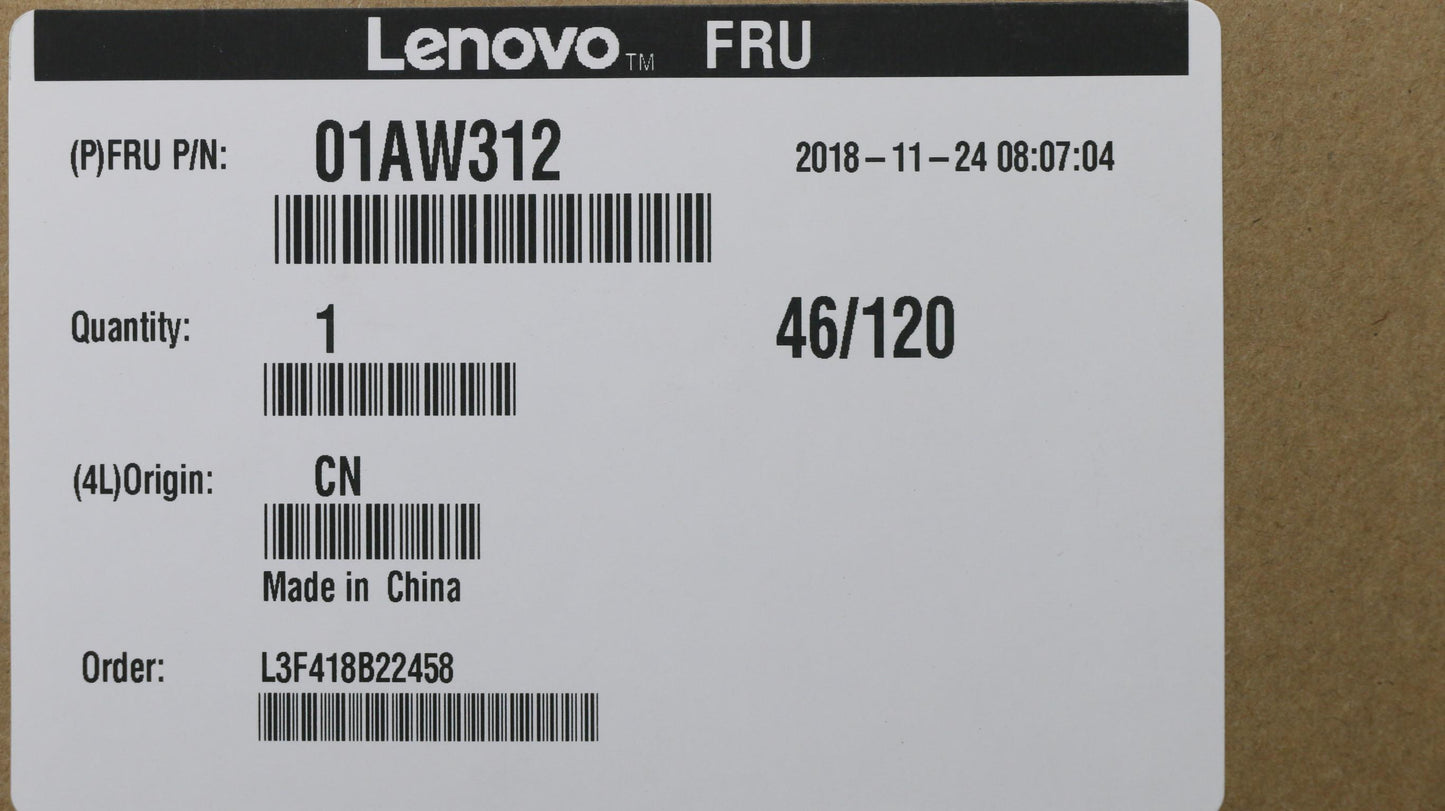 Lenovo™ FRU
(P)FRU P/N: 01AW312 2018-11-24 08:07:04
Quantity: 1 46/120
(4L)Origin: CN
Made in China
Order: L3F418B22458